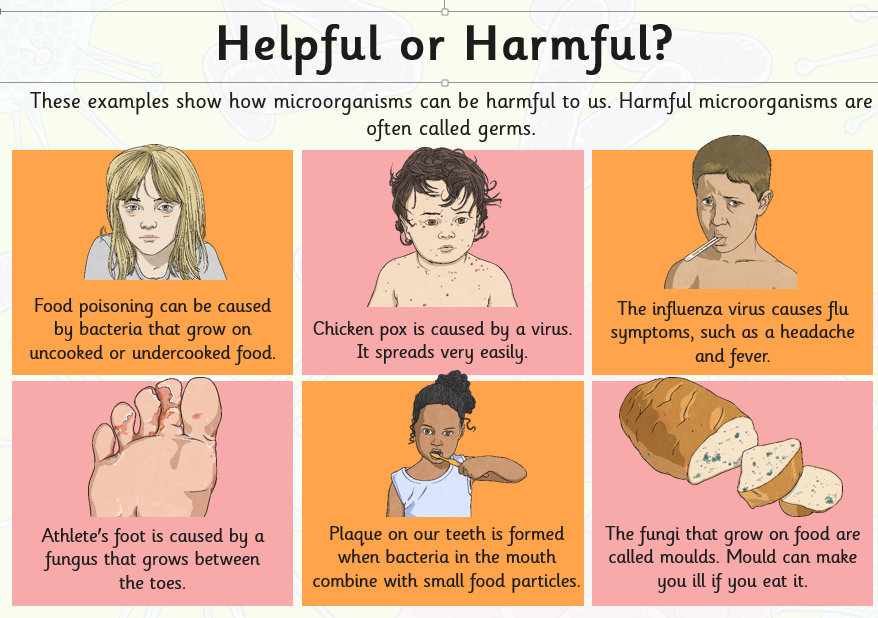 Helpful or Harmful?
These examples show how microorganisms can be harmful to us. Harmful microorganisms are
often called germs.
Food poisoning can be caused
by bacteria that grow on
uncooked or undercooked food.
Chicken pox is caused by a virus.
It spreads very easily.
The influenza virus causes flu
symptoms, such as a headache
and fever.
Athlete's foot is caused by a
fungus that grows between
the toes.
Plaque on our teeth is formed
when bacteria in the mouth
combine with small food particles.
The fungi that grow on food are
called moulds. Mould can make
you ill if you eat it.